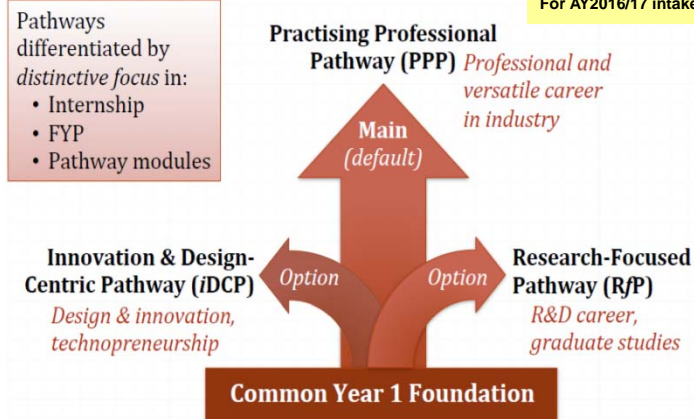 For AY2016/17 intake
Pathways
differentiated by
distinctive focus in:
• Internship
• FYP
• Pathway modules
Practising Professional
Pathway (PPP)
Professional and
versatile career
in industry
Main
(default)
Innovation & Design-
Centric Pathway (iDCP)
Design & innovation,
technopreneurship
Option
Option
Research-Focused
Pathway (RfP)
R&D career,
graduate studies
Common Year 1 Foundation